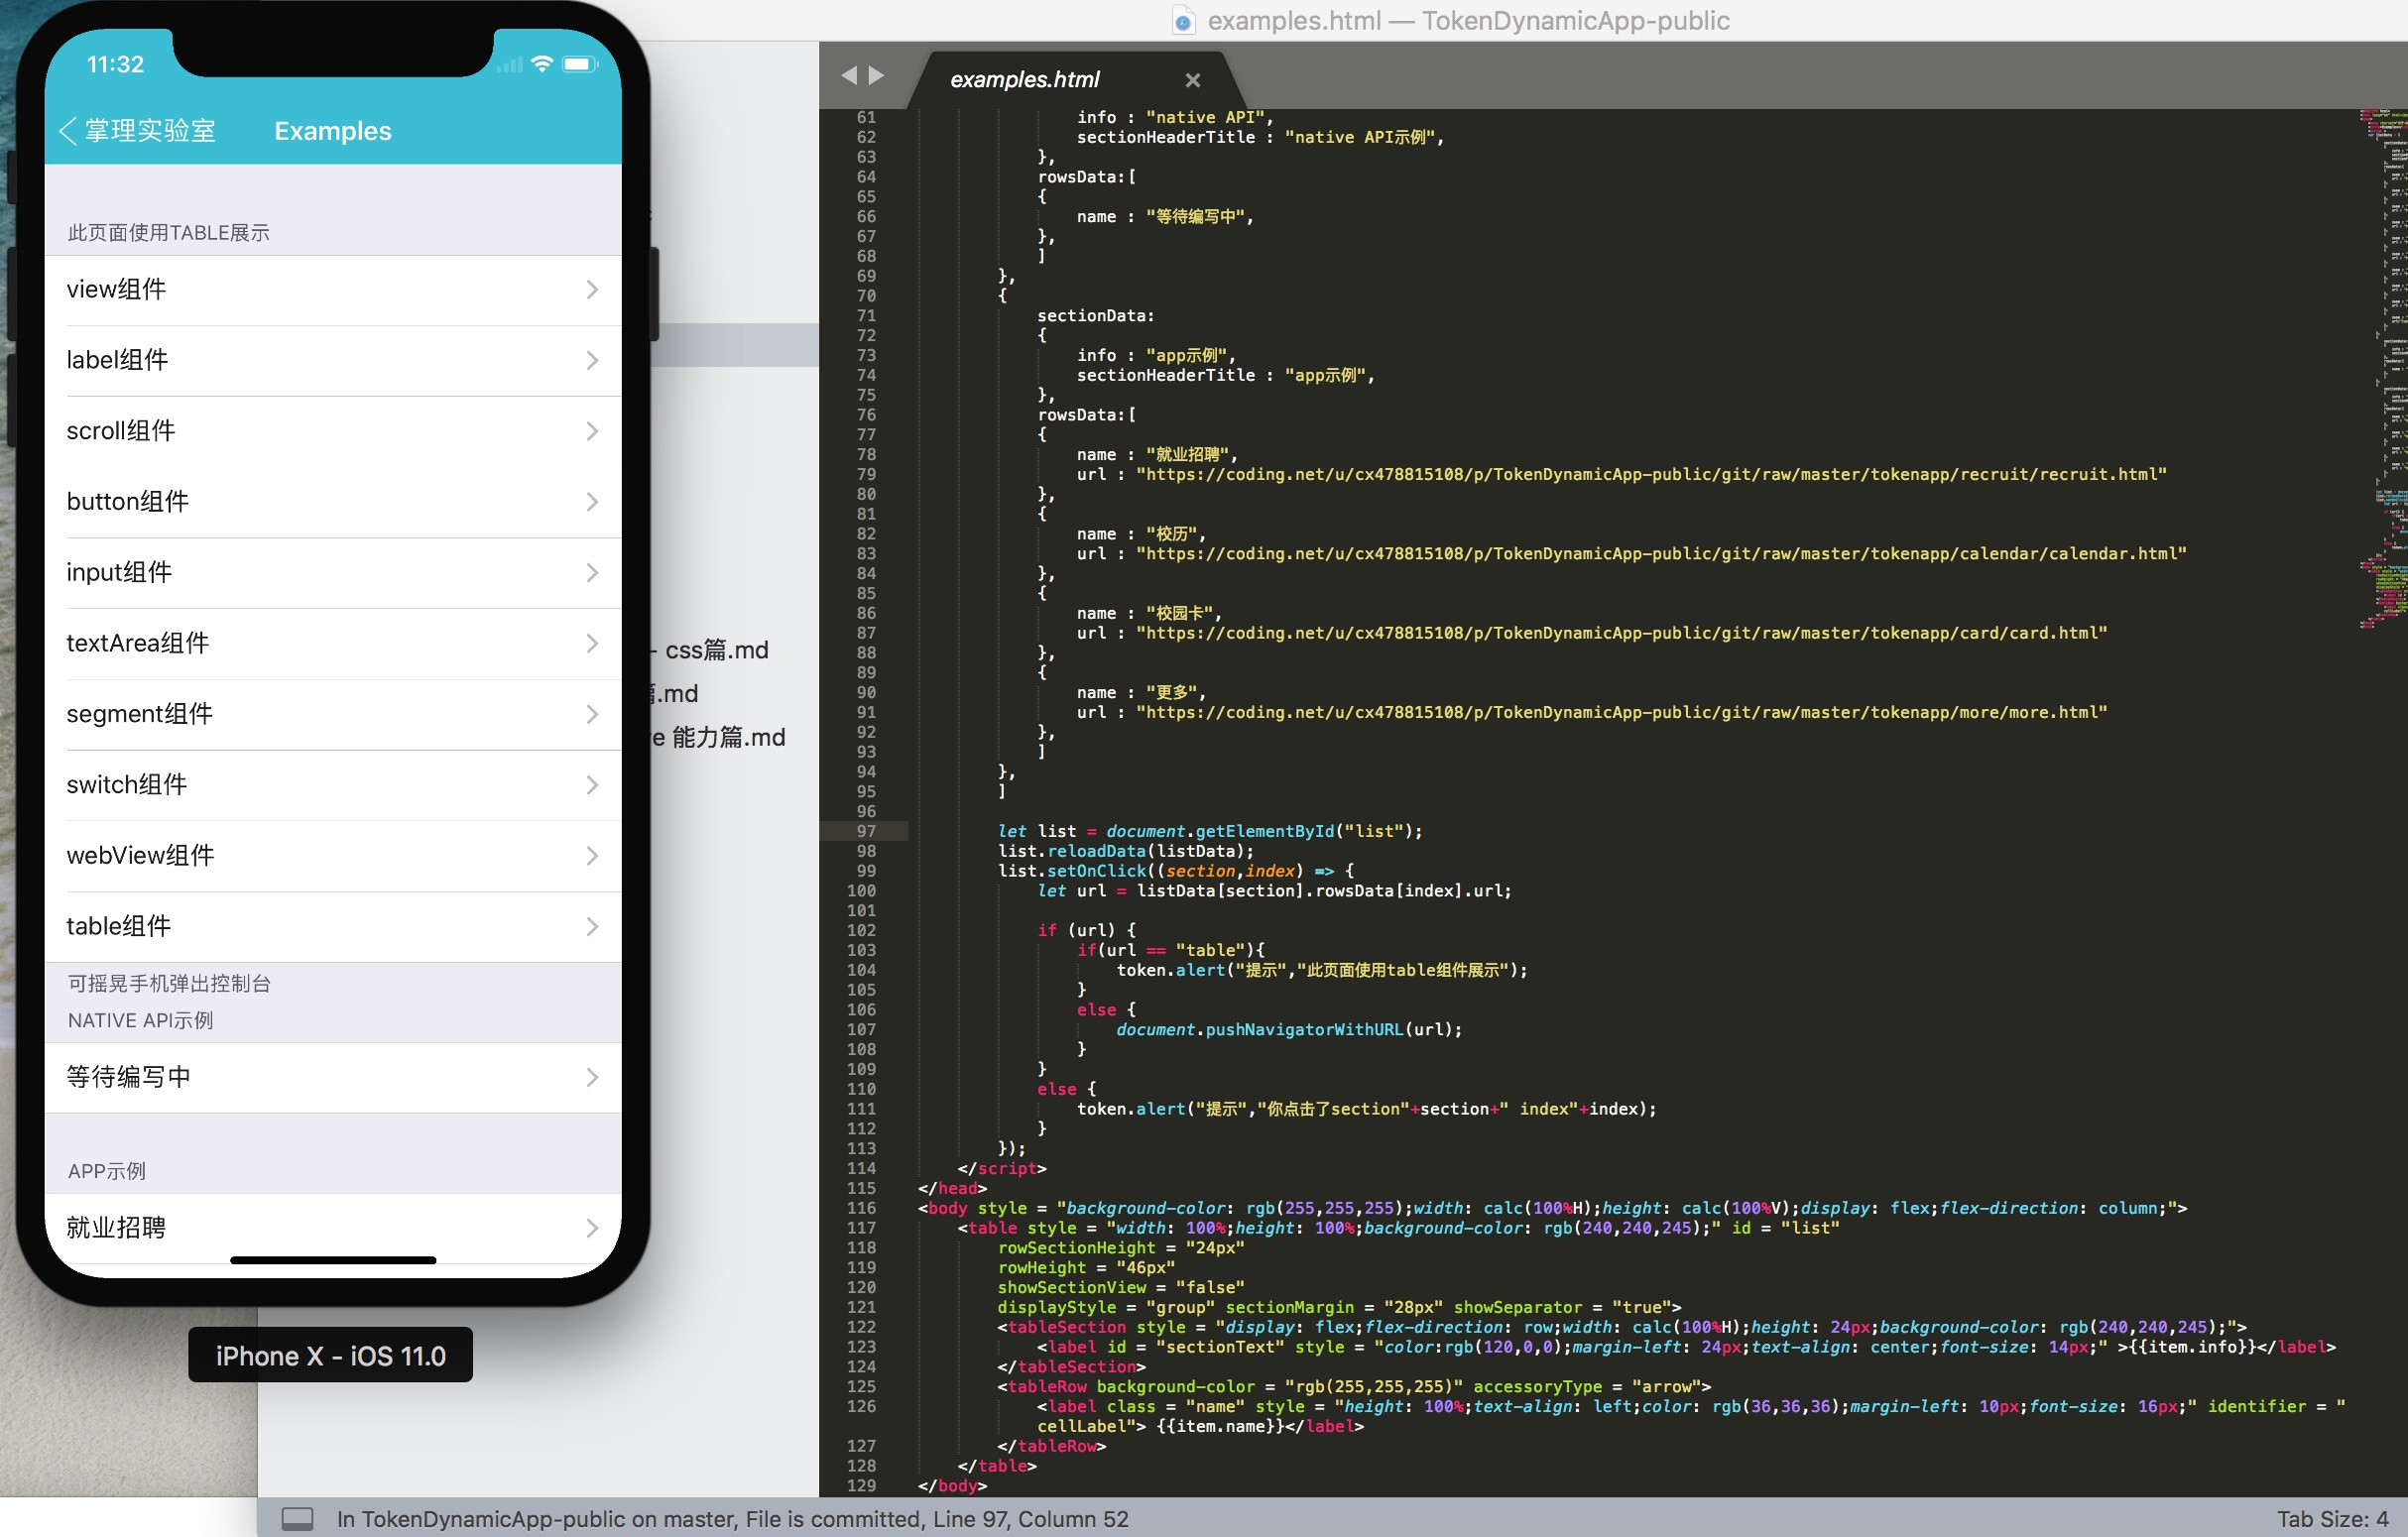 examples.html — TokenDynamicApp-public
11:32
掌理实验室 Examples
此页面使用TABLE展示
view组件
label组件
scroll组件
button组件
input组件
textArea组件
segment组件
switch组件
webView组件
table组件
可摇晃手机弹出控制台
NATIVE API示例
等待编写中
APP示例
就业招聘
iPhone X – iOS 11.0
- css篇.md
篇.md
能力篇.md
examples.html
61 info : "native API",
62 sectionHeaderTitle : "native API示例",
63 },
64 rowsData:[
65 {
66 name : "等待编写中",
67 },
68 ]
69 },
70 {
71 sectionData:
72 {
73 info : "app示例",
74 sectionHeaderTitle : "app示例",
75 },
76 rowsData:[
77 {
78 name : "就业招聘",
79 url : "https://coding.net/u/cx478815108/p/TokenDynamicApp-public/git/raw/master/tokenapp/recruit/recruit.html"
80 },
81 {
82 name : "校历",
83 url : "https://coding.net/u/cx478815108/p/TokenDynamicApp-public/git/raw/master/tokenapp/calendar/calendar.html"
84 },
85 {
86 name : "校园卡",
87 url : "https://coding.net/u/cx478815108/p/TokenDynamicApp-public/git/raw/master/tokenapp/card/card.html"
88 },
89 {
90 name : "更多",
91 url : "https://coding.net/u/cx478815108/p/TokenDynamicApp-public/git/raw/master/tokenapp/more/more.html"
92 },
93 ]
94 },
95 ]
96
97 let list = document.getElementById("list");
98 list.reloadData(listData);
99 list.setOnClick((section,index) => {
100 let url = listData[section].rowsData[index].url;
101
102 if (url) {
103 if(url == "table"){
104 token.alert("提示","此页面使用table组件展示");
105 }
106 else {
107 document.pushNavigatorWithURL(url);
108 }
109 }
110 else {
111 token.alert("提示","你点击了section"+section+" index"+index);
112 }
113 });
114 </script>
115 </head>
116 <body style = "background-color: rgb(255,255,255);width: calc(100%H);height: calc(100%V);display: flex;flex-direction: column;">
117 <table style = "width: 100%;height: 100%;background-color: rgb(240,240,245);" id = "list"
118 rowSectionHeight = "24px"
119 rowHeight = "46px"
120 showSectionView = "false"
121 displayStyle = "group" sectionMargin = "28px" showSeparator = "true">
122 <tableSection style = "display: flex;flex-direction: row;width: calc(100%H);height: 24px;background-color: rgb(240,240,245);">
123 <label id = "sectionText" style = "color:rgb(120,0,0);margin-left: 24px;text-align: center;font-size: 14px;" >{{item.info}}</label>
124 </tableSection>
125 <tableRow background-color = "rgb(255,255,255)" accessoryType = "arrow">
126 <label class = "name" style = "height: 100%;text-align: left;color: rgb(36,36,36);margin-left: 10px;font-size: 16px;" identifier = "
cellLabel"> {{item.name}}</label>
127 </tableRow>
128 </table>
129 </body>
In TokenDynamicApp-public on master, File is committed, Line 97, Column 52
Tab Size: 4